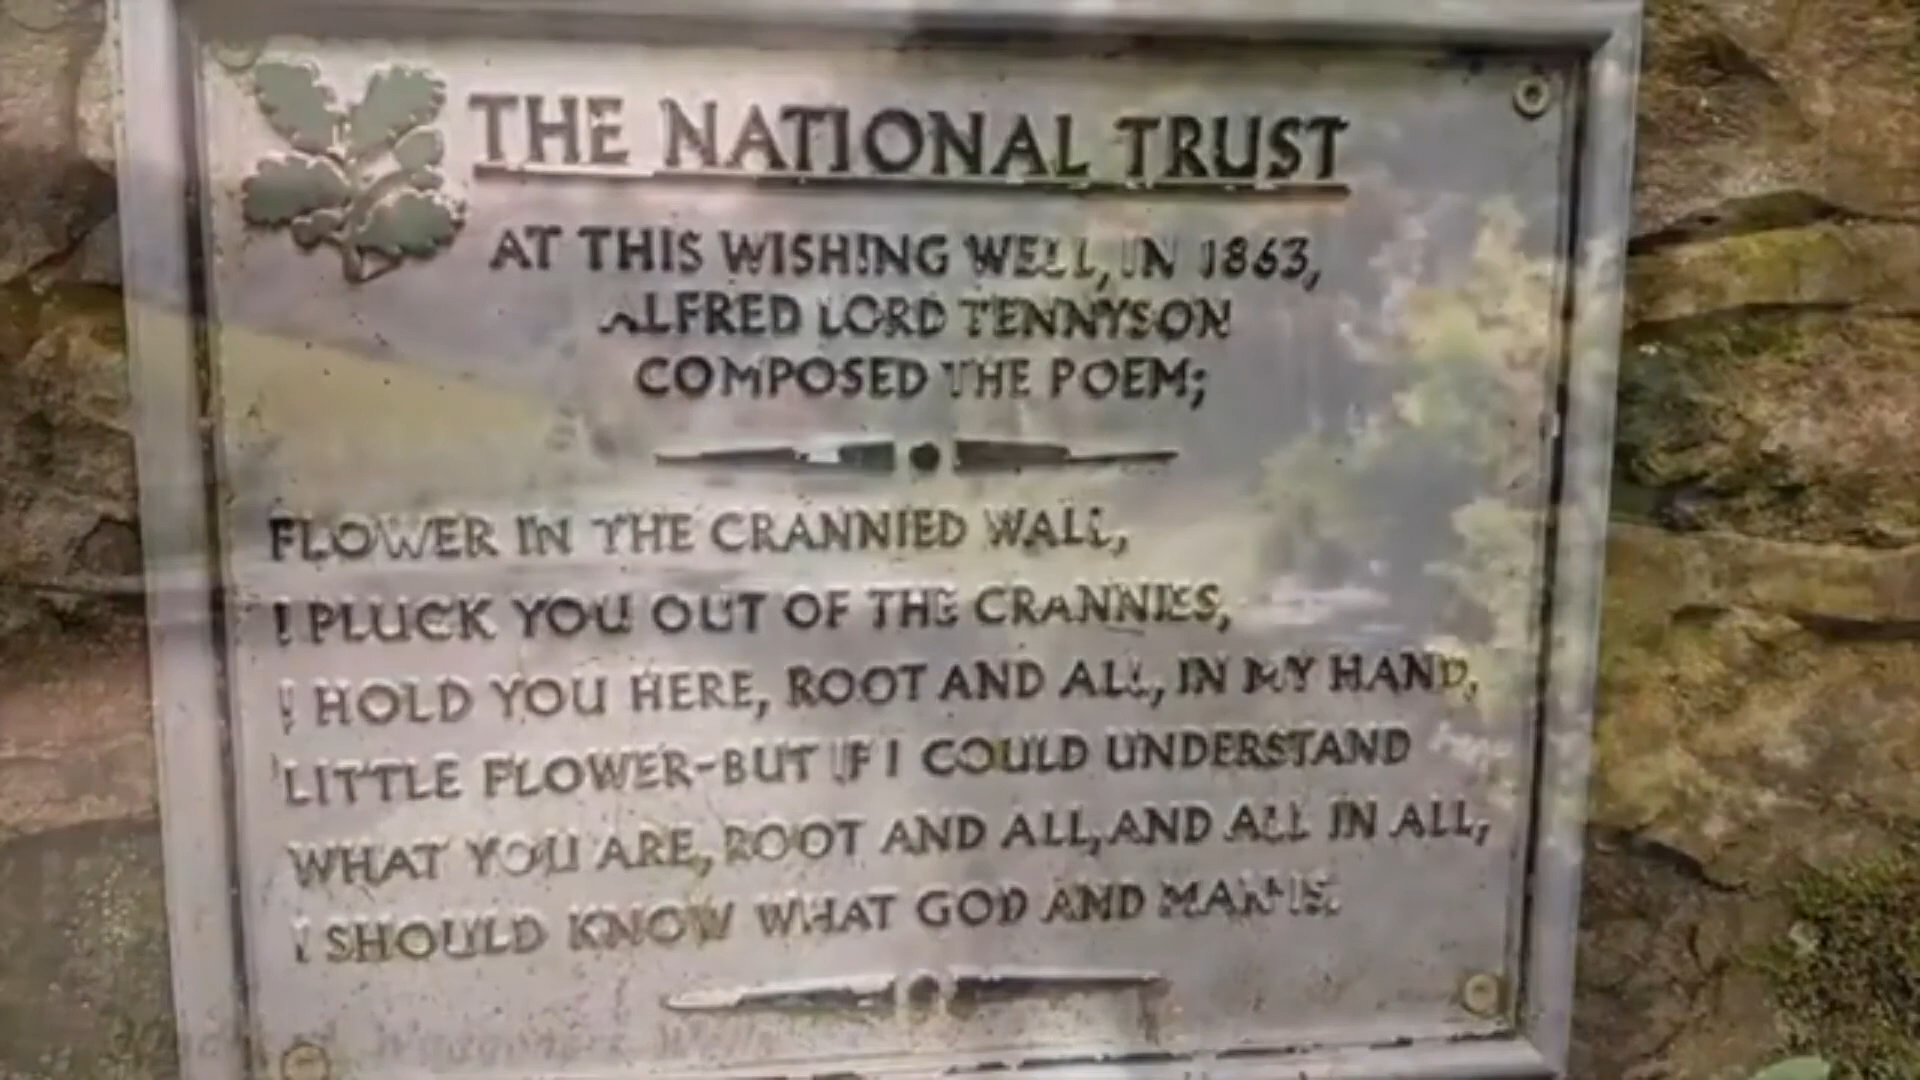 THE NATIONAL TRUST
AT THIS WISHING WELL, IN 1863,
ALFRED LORD TENNYSON
COMPOSED THE POEM;
FLOWER IN THE CRANNIED WALL,
I PLUCK YOU OUT OF THE CRANNIES,
I HOLD YOU HERE, ROOT AND ALL, IN MY HAND,
LITTLE FLOWER-BUT IF I COULD UNDERSTAND
WHAT YOU ARE, ROOT AND ALL, AND ALL IN ALL,
I SHOULD KNOW WHAT GOD AND MAN IS.